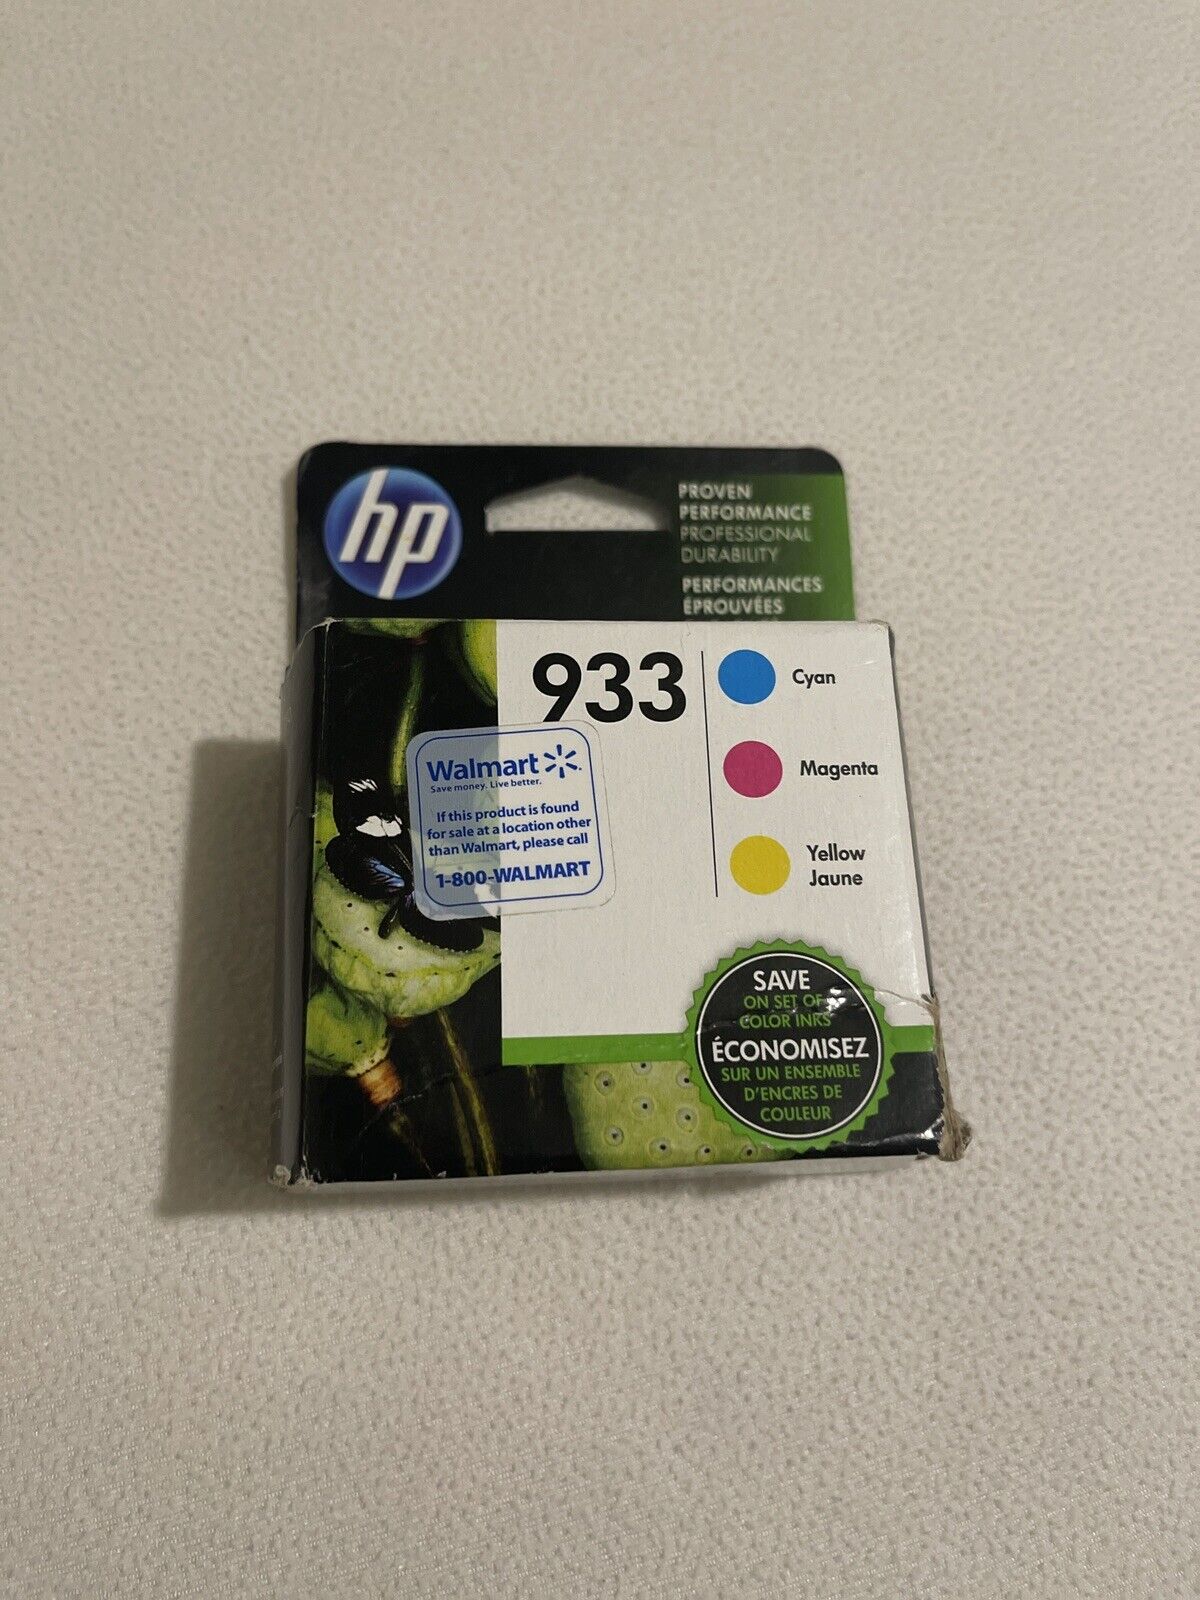 hp
PROVEN
PERFORMANCE
PROFESSIONAL
DURABILITY
PERFORMANCES
ÉPROUVÉES
933
Cyan
Magenta
Yellow
Jaune
Walmart
Save money. Live better.
If this product is found
for sale at a location other
than Walmart, please call
1-800-WALMART
SAVE
ON SET OF
COLOR INKS
ÉCONOMISEZ
SUR UN ENSEMBLE
D'ENCRES DE
COULEUR